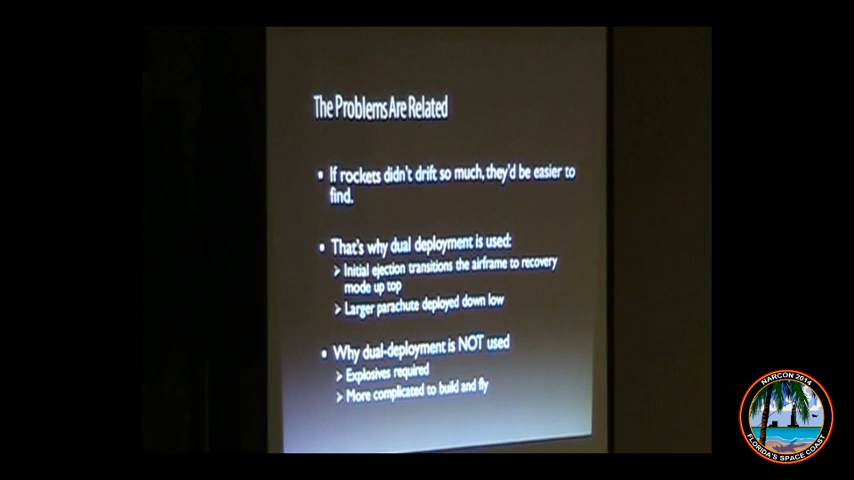 The Problems Are Related
• If rockets didn't drift so much, they'd be easier to
find.
• That's why dual deployment is used:
➢ Initial ejection transitions the airframe to recovery
mode up top
➢ Larger parachute deployed down low
• Why dual-deployment is NOT used
➢ Explosives required
➢ More complicated to build and fly
NARCON 2014
FLORIDA'S SPACE COAST